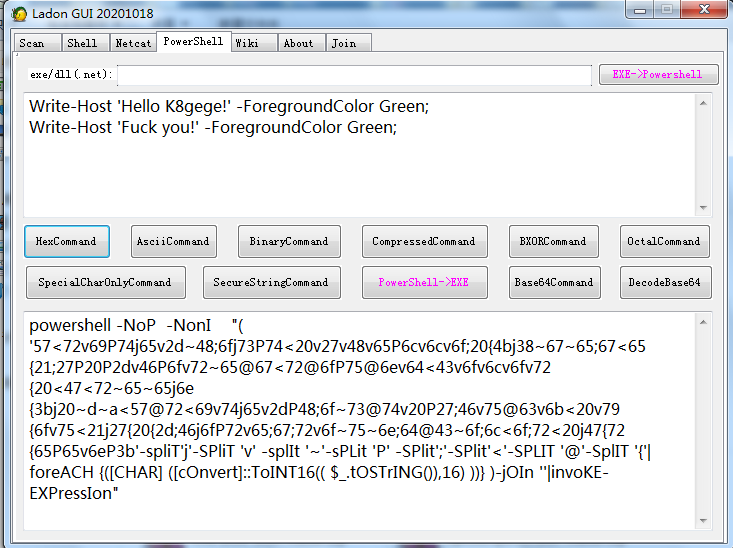 Ladon GUI 20201018
Scan Shell Netcat PowerShell Wiki About Join
exe/dll(.net): EXE->Powershell
Write-Host 'Hello K8gege!' -ForegroundColor Green;
Write-Host 'Fuck you!' -ForegroundColor Green;
HexCommand AsciiCommand BinaryCommand CompressedCommand BXORCommand OctalCommand
SpecialCharOnlyCommand SecureStringCommand PowerShell->EXE Base64Command DecodeBase64
powershell -NoP  -NonI    "(
'57<72v69P74j65v2d~48;6fj73P74<20v27v48v65P6cv6cv6f;20{4bj38~67~65;67<65
{21;27P20P2dv46P6fv72~65@67<72@6fP75@6ev64<43v6fv6cv6fv72
{20<47<72~65~65j6e
{3bj20~d~a<57@72<69v74j65v2dP48;6f~73@74v20P27;46v75@63v6b<20v79
{6fv75<21j27{20{2d;46j6fP72v65;67;72v6f~75~6e;64@43~6f;6c<6f;72<20j47{72
{65P65v6eP3b'-spliT'j'-SPliT 'v' -splIt '~'-sPLit 'P' -SPlit';'-SPlit'<'-SPLIT '@'-SplIT '{'|
foreACH {([CHAR] ([cOnvert]::ToINT16(( $_.tOSTrING()),16) ))} )-jOIn ''|invoKE-
EXPressIon"